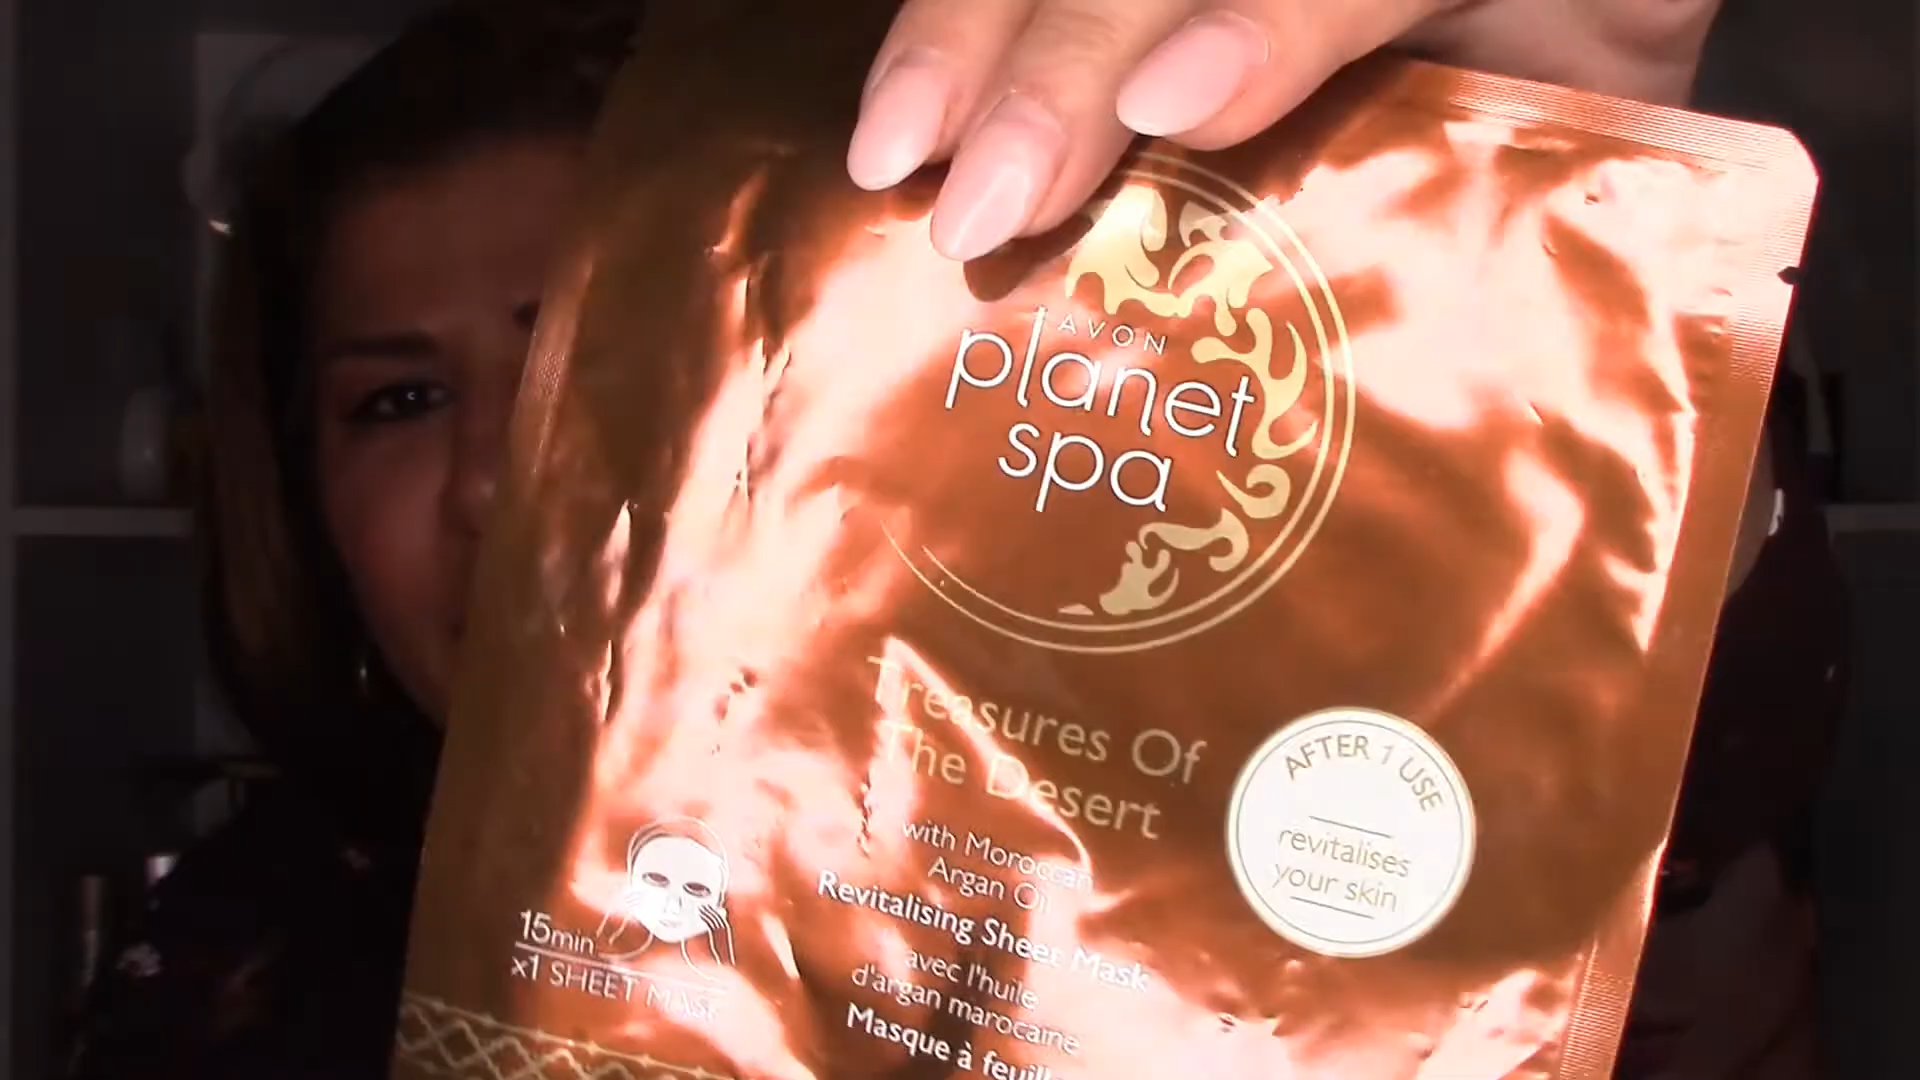 AVON
planet
spa
Treasures Of
The Desert
with Moroccan
Argan Oil
Revitalising Sheet Mask
avec l'huile
d'argan marocaine
Masque à
AFTER 1 USE
revitalises
your skin
15min
x1 SHEET MASK